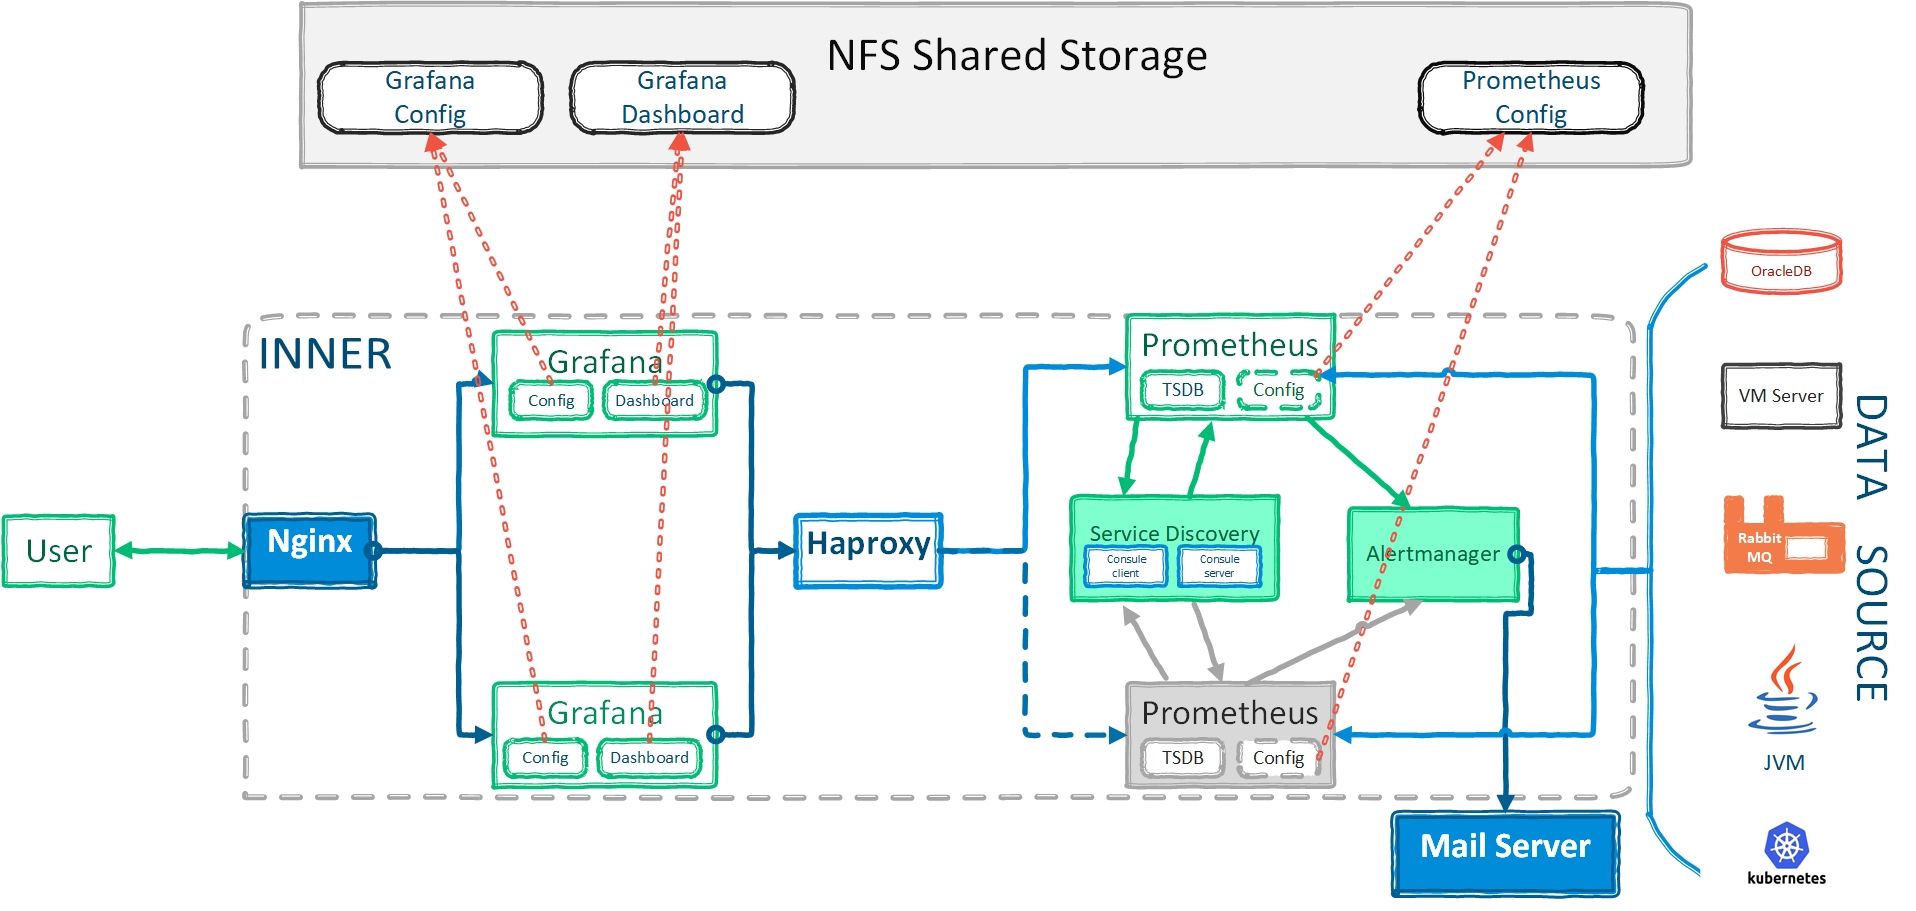 NFS Shared Storage
Grafana
Config
Grafana
Dashboard
Prometheus
Config
INNER
User
Nginx
Grafana
Config
Dashboard
Grafana
Config
Dashboard
Haproxy
Prometheus
TSDB
Config
Service Discovery
Consule
client
Consule
server
Alertmanager
Prometheus
TSDB
Config
Mail Server
OracleDB
VM Server
Rabbit
MQ
JVM
kubernetes
DATA SOURCE